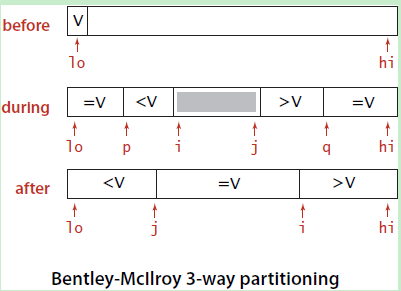 before V
lo hi
during =V <V >V =V
lo p i j q hi
after <V =V >V
lo j i hi
Bentley-McIlroy 3-way partitioning